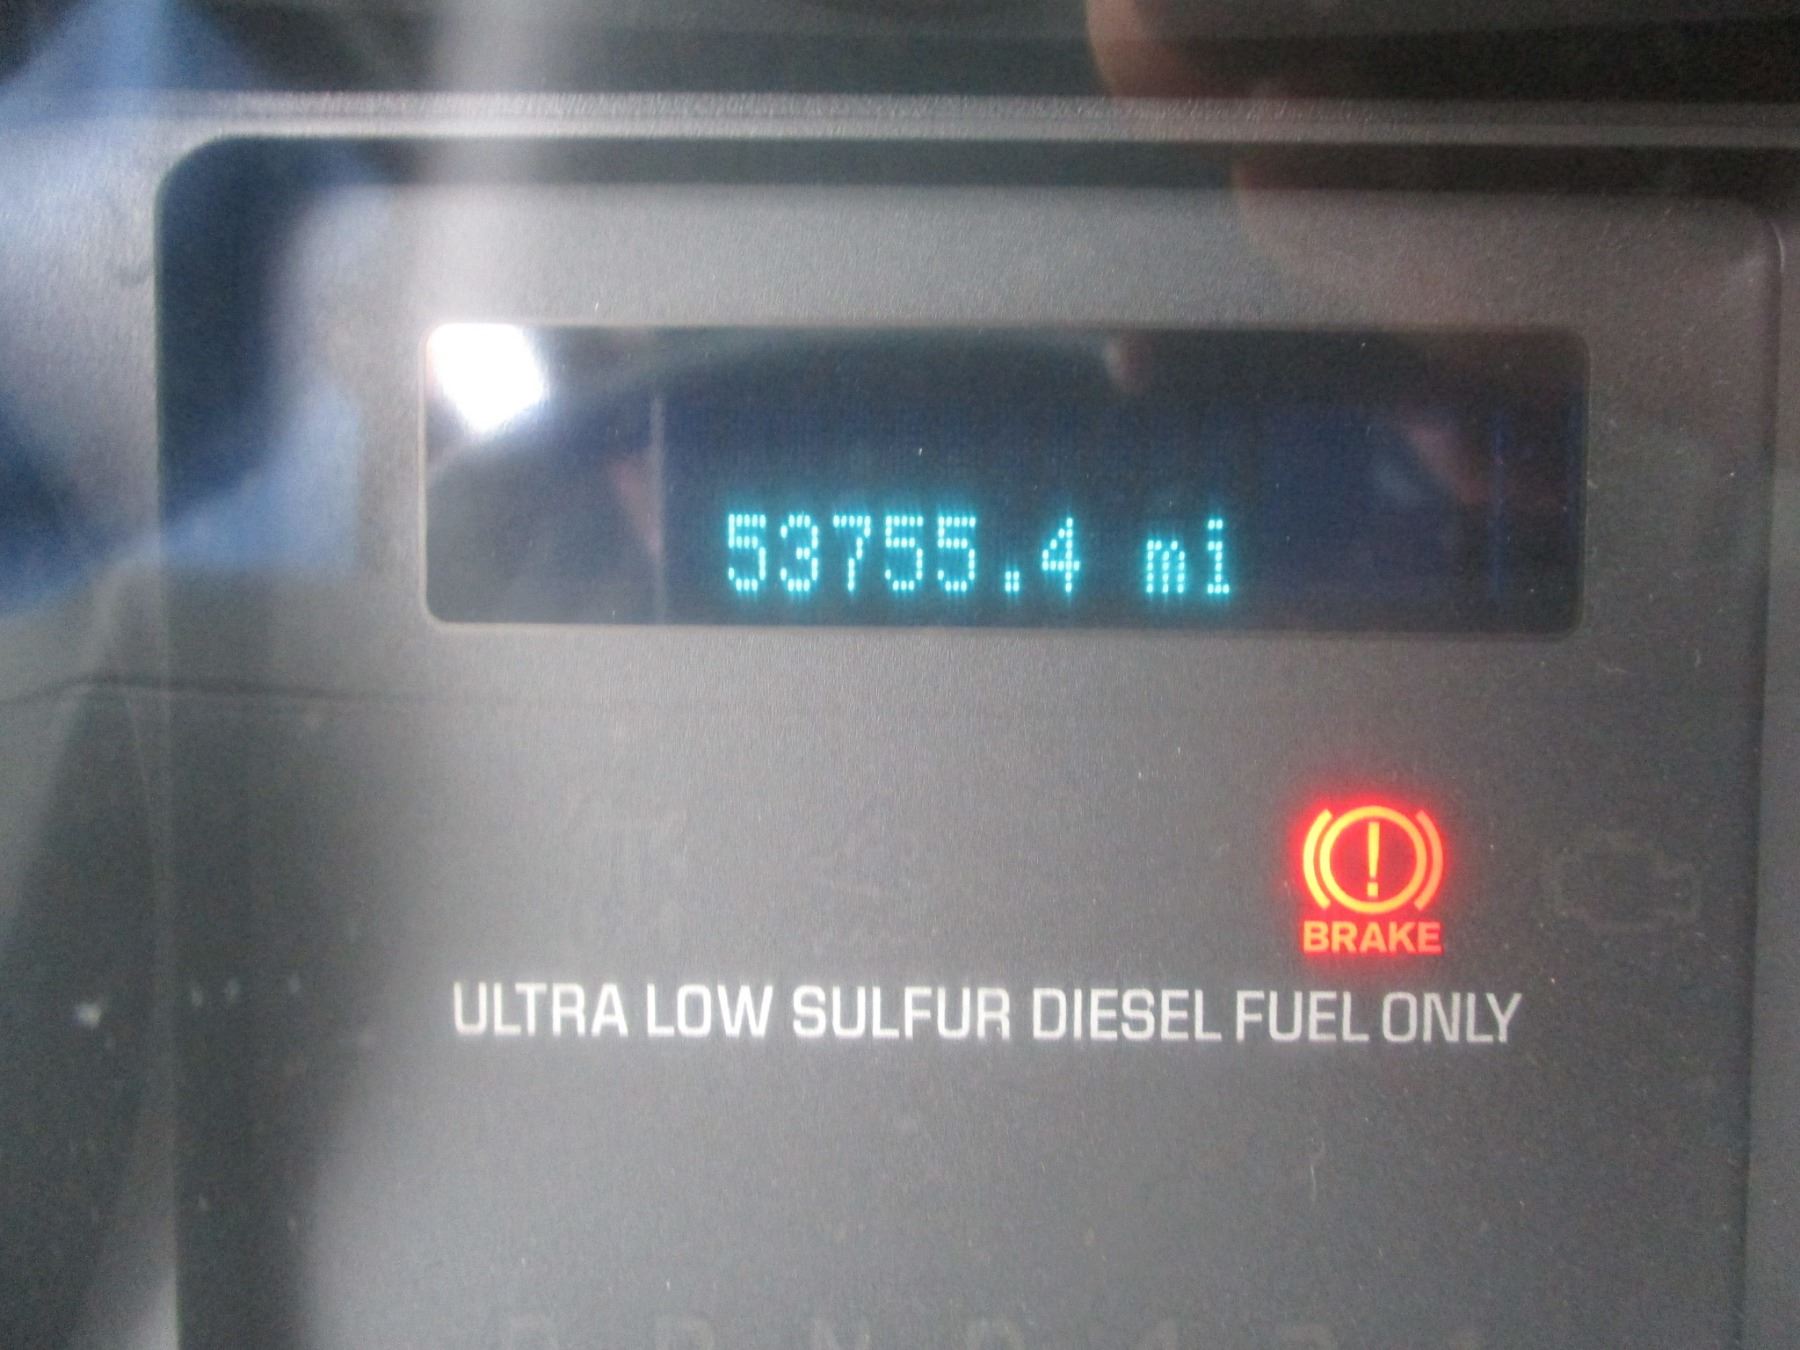 53755.4 mi
BRAKE
ULTRA LOW SULFUR DIESEL FUEL ONLY